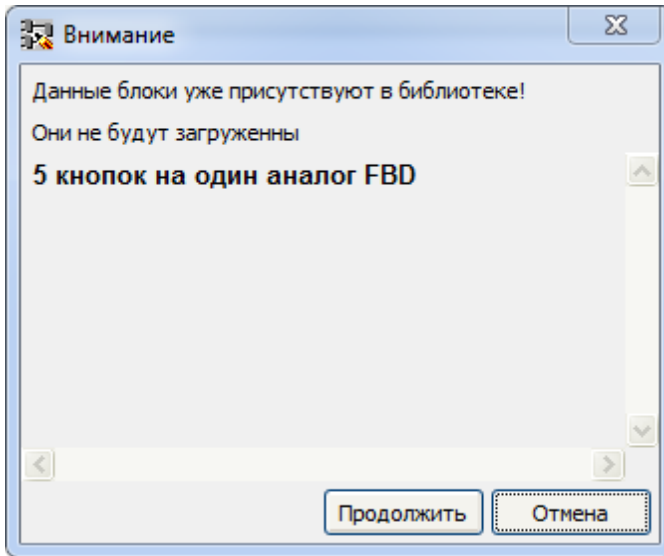 Внимание
Данные блоки уже присутствуют в библиотеке!
Они не будут загруженны
5 кнопок на один аналог FBD
Продолжить Отмена